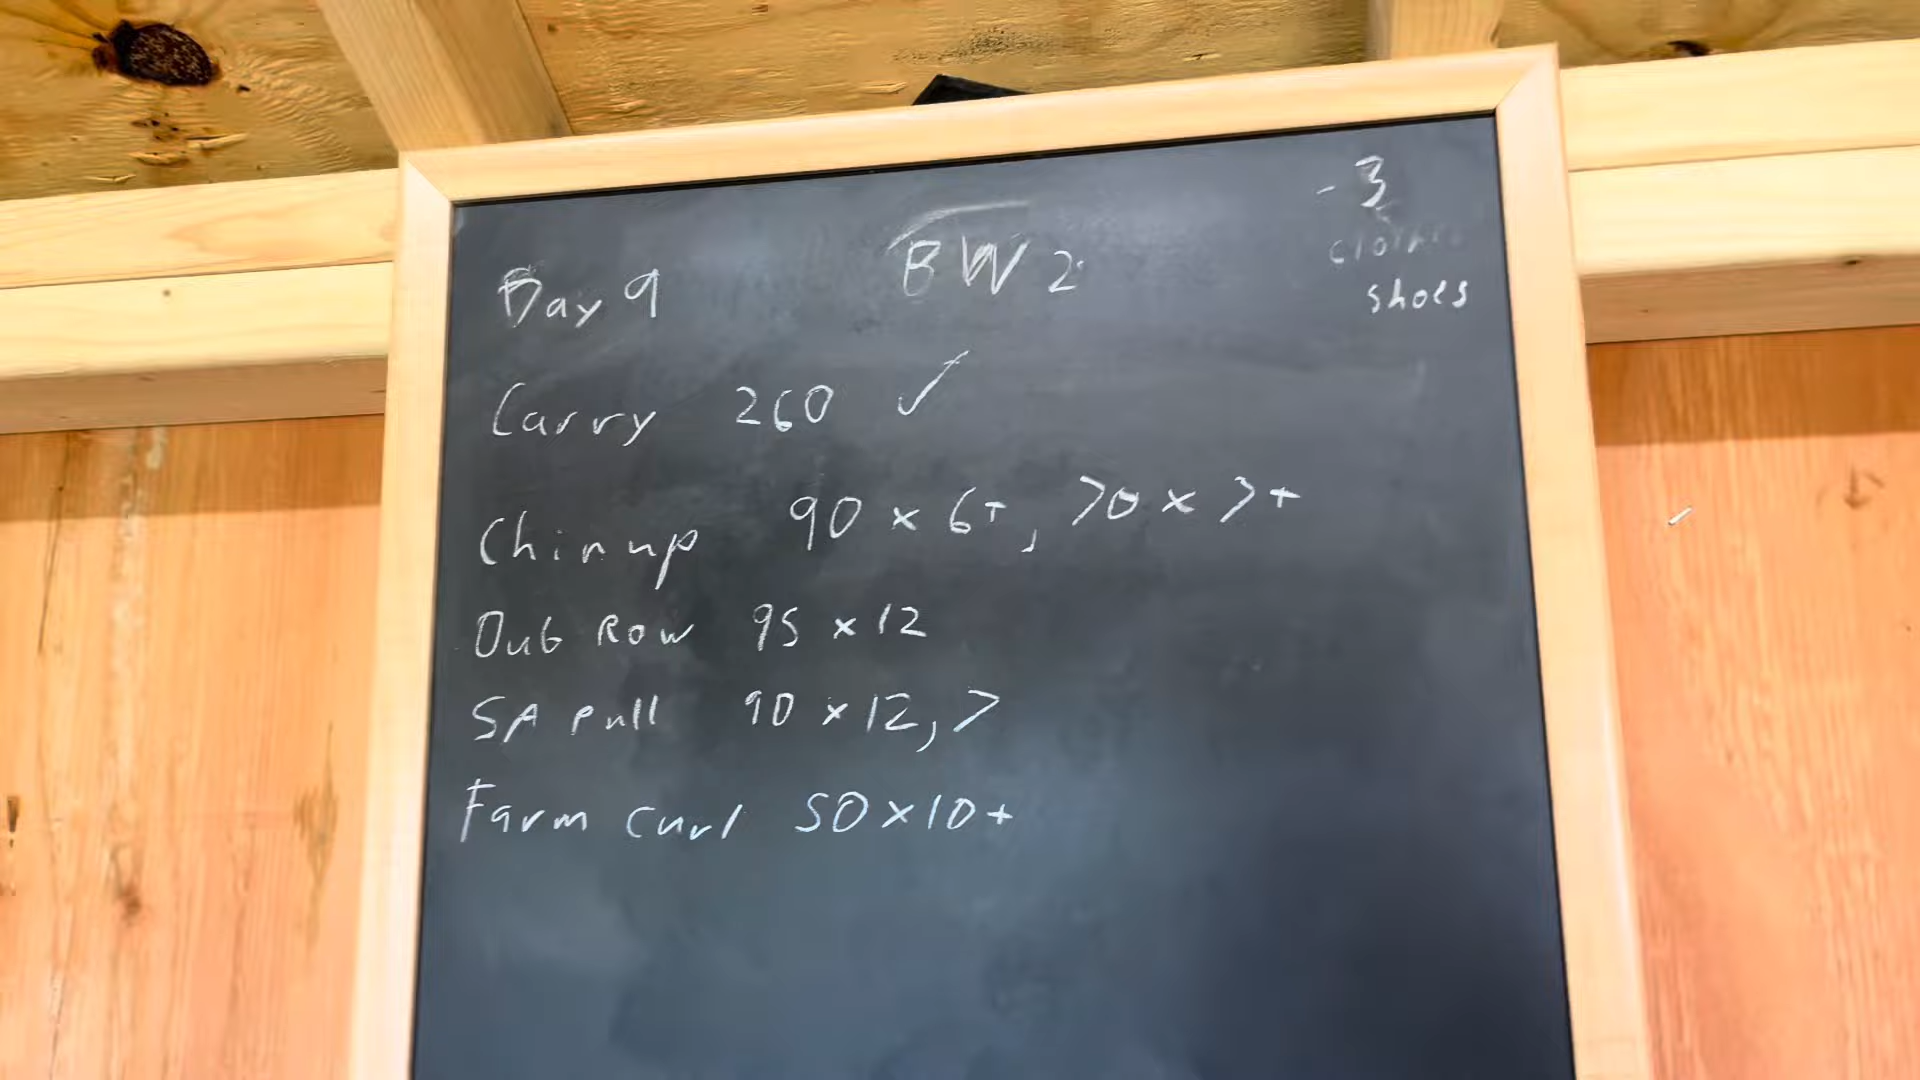 - 3
Day 9 BW 2
clothes
shoes
Carry 260 ✓
Chinup 90 x 6+, 70 x 7+
Out Row 95 x 12
SA Pull 90 x 12, 7
Farm Curl 50 x 10 +